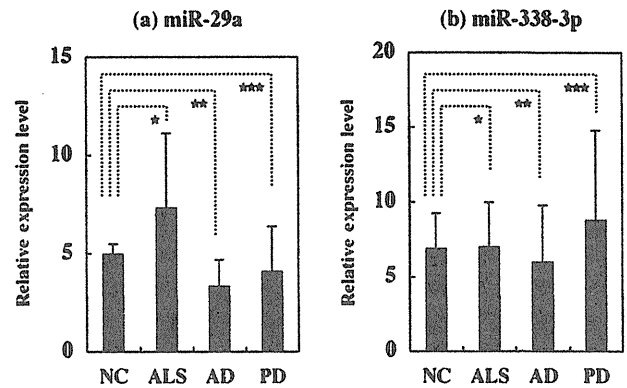 (a) miR-29a
(b) miR-338-3p
Relative expression level
15
10
5
0
★
★★
★★★
NC ALS AD PD
Relative expression level
20
15
10
5
0
★
★★
★★★
NC ALS AD PD